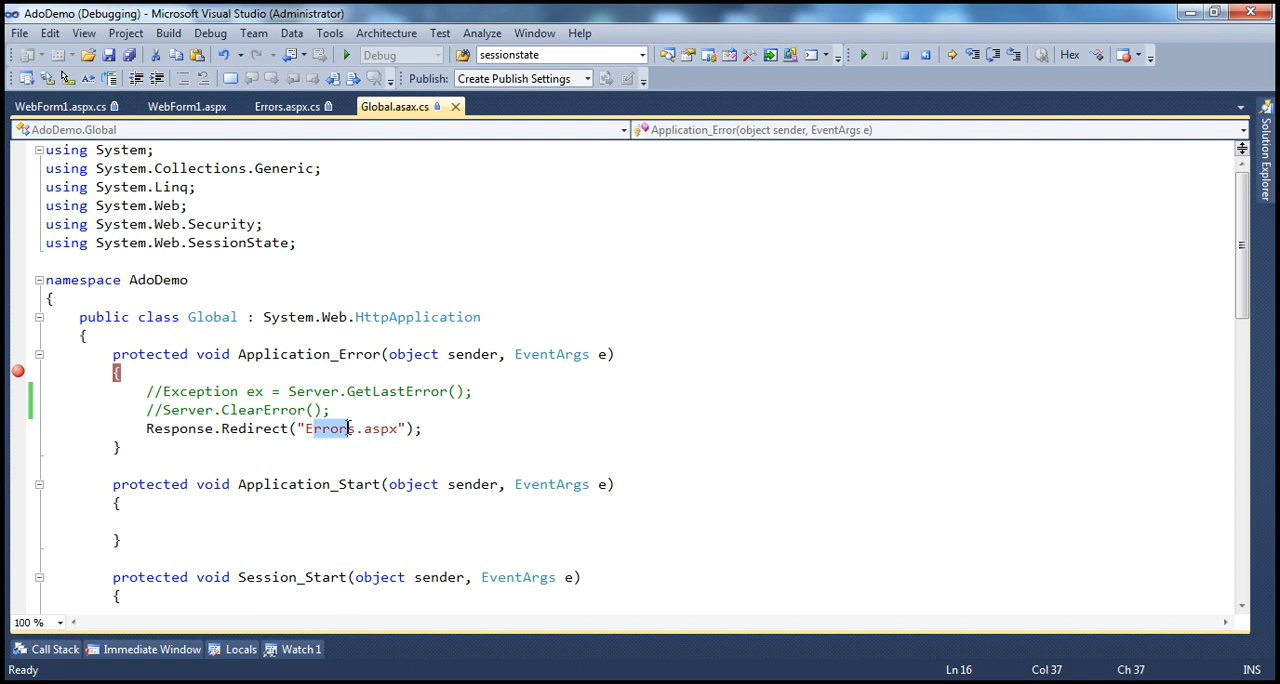 AdoDemo (Debugging) - Microsoft Visual Studio (Administrator)
File Edit View Project Build Debug Team Data Tools Architecture Test Analyze Window Help
Debug sessionstate Hex
Publish: Create Publish Settings
WebForm1.aspx.cs WebForm1.aspx Errors.aspx.cs Global.asax.cs
AdoDemo.Global Application_Error(object sender, EventArgs e)
Solution Explorer
using System;
using System.Collections.Generic;
using System.Linq;
using System.Web;
using System.Web.Security;
using System.Web.SessionState;
namespace AdoDemo
{
public class Global : System.Web.HttpApplication
{
protected void Application_Error(object sender, EventArgs e)
{
//Exception ex = Server.GetLastError();
//Server.ClearError();
Response.Redirect("Errors.aspx");
}
protected void Application_Start(object sender, EventArgs e)
{
}
protected void Session_Start(object sender, EventArgs e)
{
100 %
Call Stack Immediate Window Locals Watch 1
Ready Ln 16 Col 37 Ch 37 INS